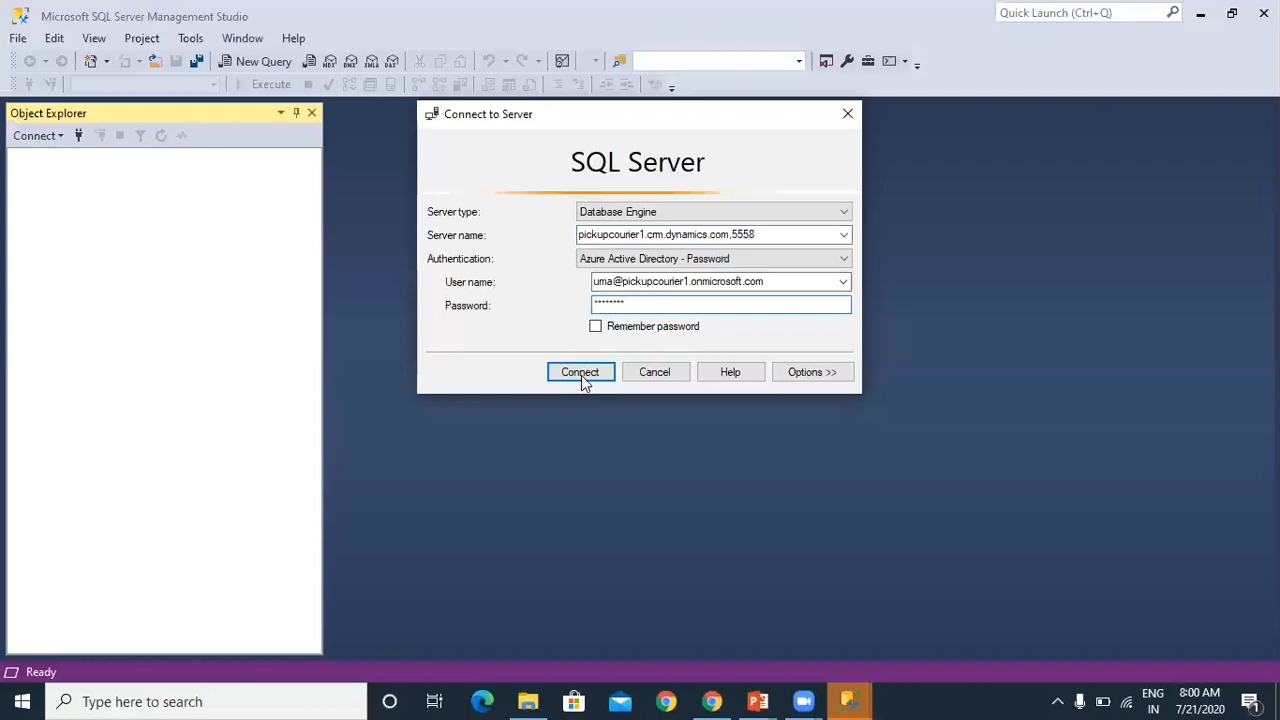 Microsoft SQL Server Management Studio
Quick Launch (Ctrl+Q)
File Edit View Project Tools Window Help
New Query
Execute
Object Explorer
Connect
Connect to Server
SQL Server
Server type: Database Engine
Server name: pickupcourier1.crm.dynamics.com,5558
Authentication: Azure Active Directory - Password
User name: uma@pickupcourier1.onmicrosoft.com
Password: ********
Remember password
Connect Cancel Help Options >>
Ready
Type here to search
ENG
IN
8:00 AM
7/21/2020